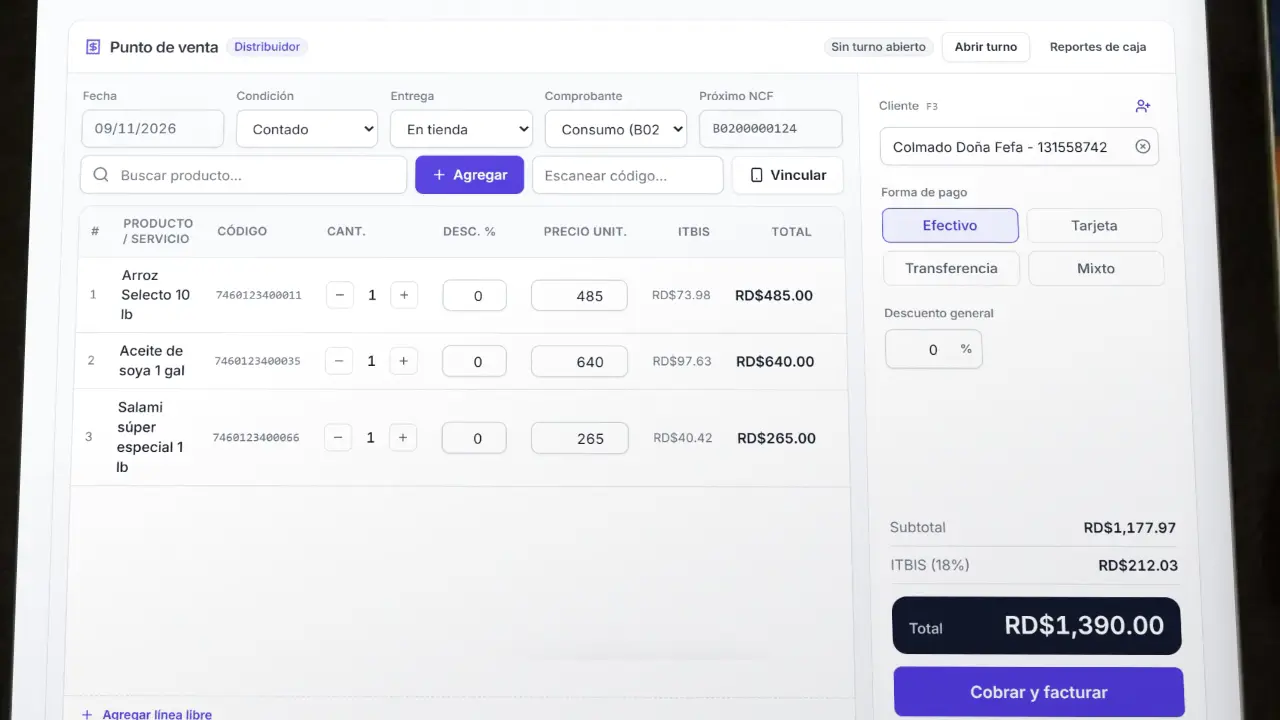 Punto de venta Distribuidor Sin turno abierto Abrir turno Reportes de caja
Fecha Condición Entrega Comprobante Próximo NCF
09/11/2026 Contado En tienda Consumo (B02 B0200000124
Buscar producto... + Agregar Escanear código... Vincular
# PRODUCTO / SERVICIO CÓDIGO CANT. DESC. % PRECIO UNIT. ITBIS TOTAL
1 Arroz Selecto 10 lb 7460123400011 − 1 + 0 485 RD$73.98 RD$485.00
2 Aceite de soya 1 gal 7460123400035 − 1 + 0 640 RD$97.63 RD$640.00
3 Salami súper especial 1 lb 7460123400066 − 1 + 0 265 RD$40.42 RD$265.00
+ Agregar línea libre
Cliente F3
Colmado Doña Fefa - 131558742
Forma de pago
Efectivo Tarjeta
Transferencia Mixto
Descuento general
0 %
Subtotal RD$1,177.97
ITBIS (18%) RD$212.03
Total RD$1,390.00
Cobrar y facturar